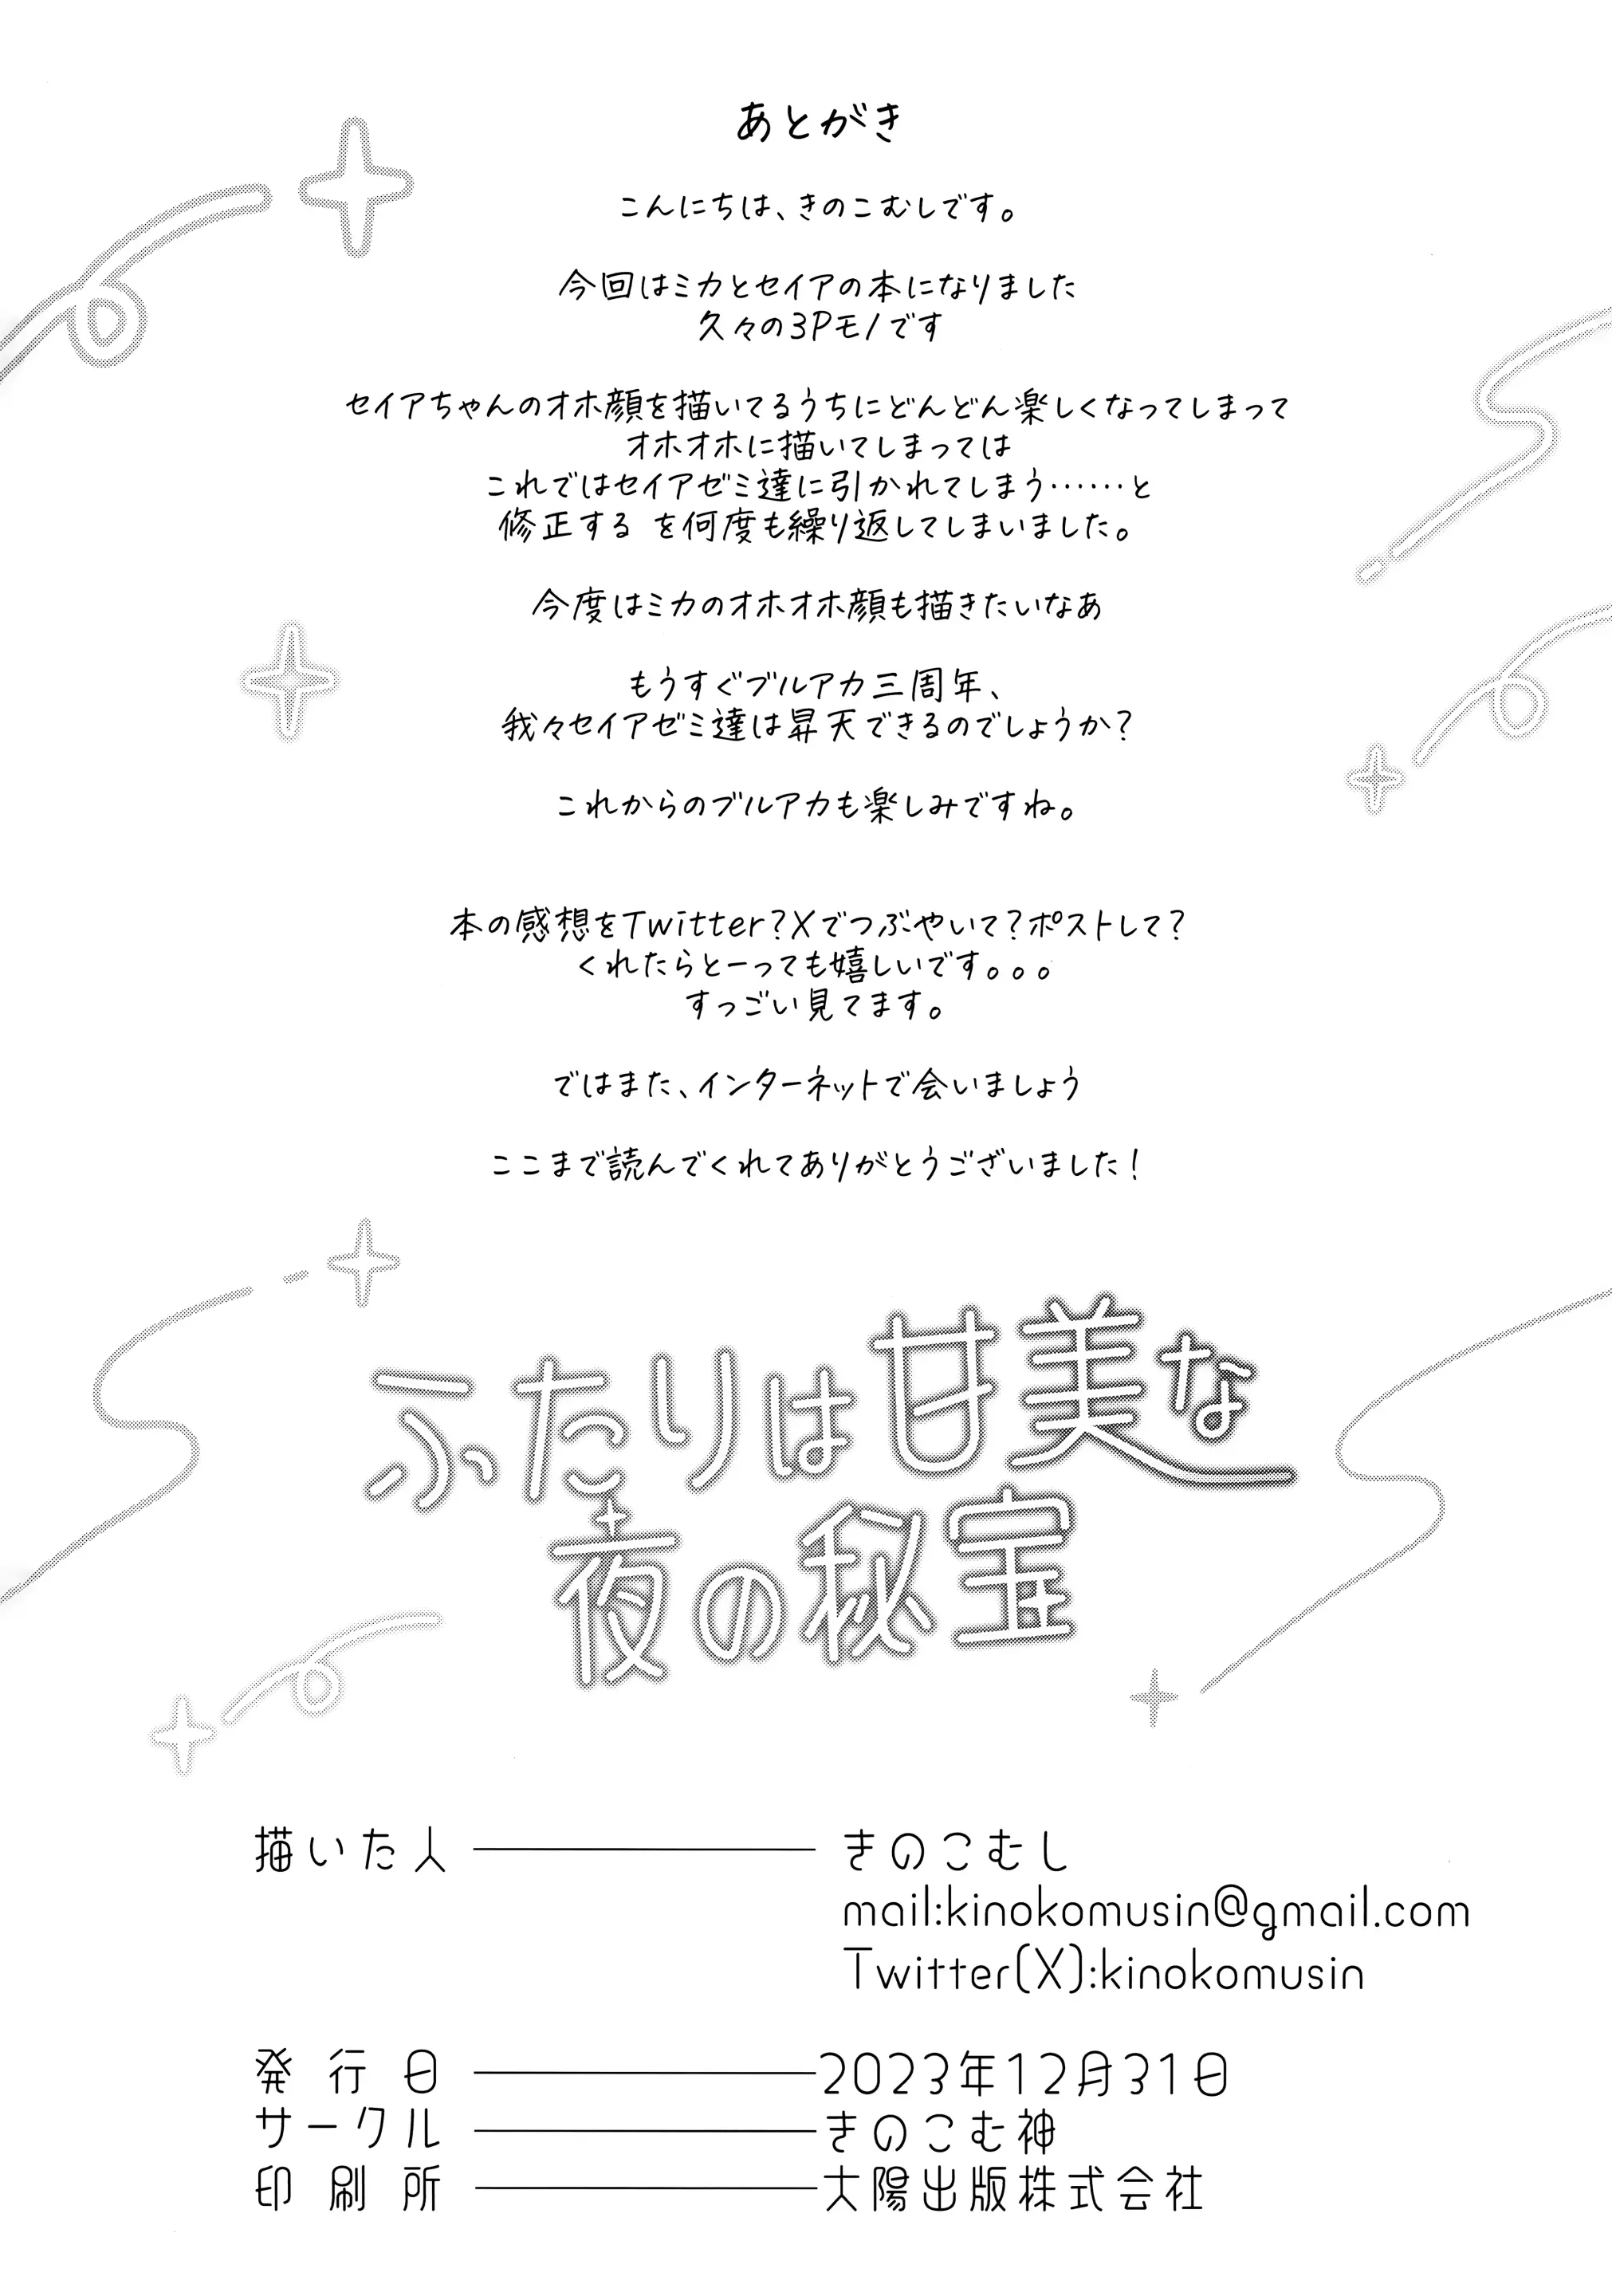 あとがき
こんにちは、きのこむしです。
今回はミカとセイアの本になりました
久々の3Pモノです
セイアちゃんのオホ顔を描いてるうちにどんどん楽しくなってしまって
オホオホに描いてしまっては
これではセイアゼミ達に引かれてしまう……と
修正する を何度も繰り返してしまいました。
今度はミカのオホオホ顔も描きたいなあ
もうすぐブルアカ三周年、
我々セイアゼミ達は昇天できるのでしょうか?
これからのブルアカも楽しみですね。
本の感想をTwitter?Xでつぶやいて?ポストして?
くれたらとーっても嬉しいです。。。
すっごい見てます。
ではまた、インターネットで会いましょう
ここまで読んでくれてありがとうございました!
ふたりは甘美な
夜の秘宝
描いた人 きのこむし
mail:kinokomusin@gmail.com
Twitter(X):kinokomusin
発行日 2023年12月31日
サークル きのこむ神
印刷所 大陽出版株式会社